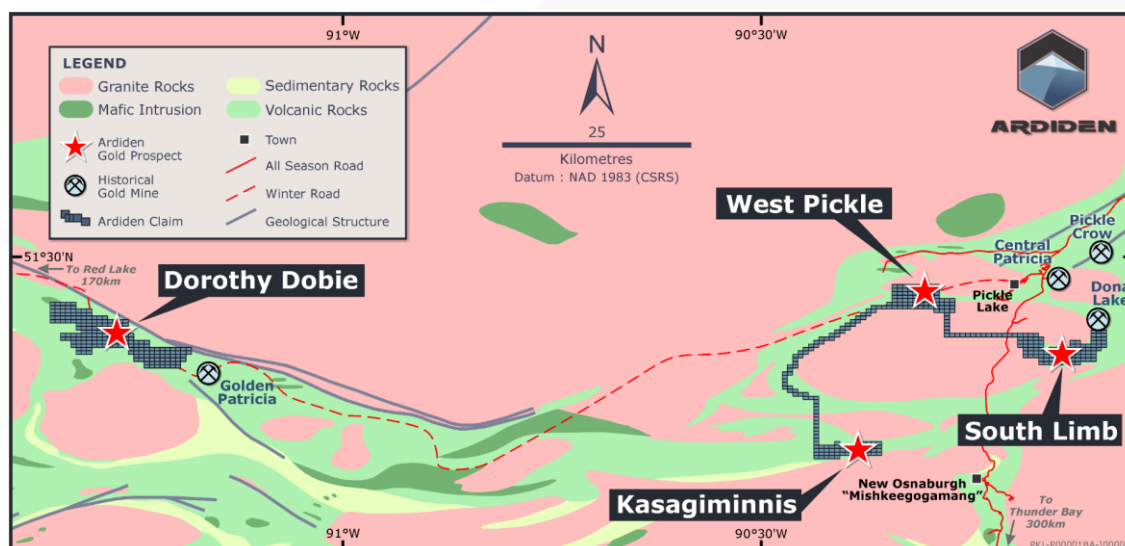 91°W
90°30'W
LEGEND
Granite Rocks
Sedimentary Rocks
Mafic Intrusion
Volcanic Rocks
Ardiden
Gold Prospect
Town
All Season Road
Historical
Gold Mine
Winter Road
Ardiden Claim
Geological Structure
N
25
Kilometres
Datum : NAD 1983 (CSRS)
ARDIDEN
West Pickle
Pickle
Crow
Central
Patricia
51°30'N
To Red Lake
170km
Dorothy Dobie
Pickle
Lake
Dona
Lake
Golden
Patricia
South Limb
Kasagiminnis
New Osnaburgh
“Mishkeegogamang”
To
Thunder Bay
300km
91°W
90°30'W